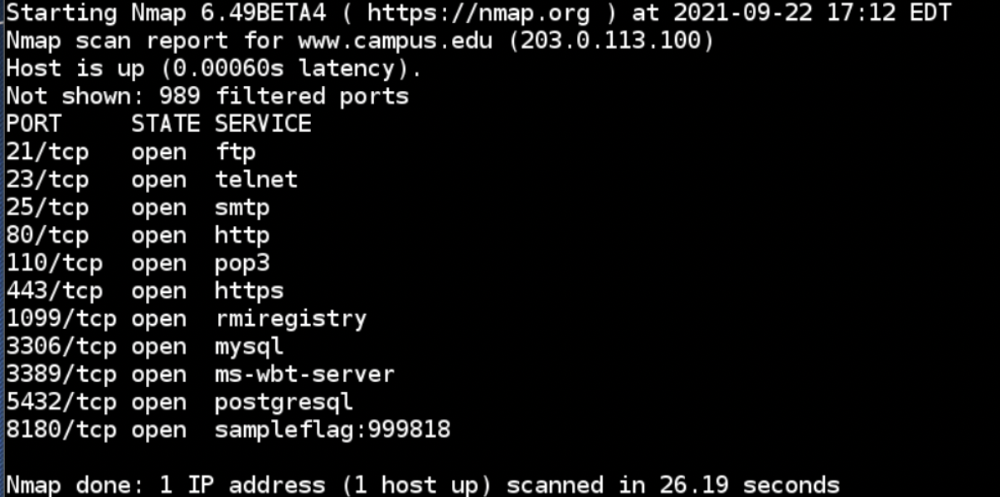 Starting Nmap 6.49BETA4 ( https://nmap.org ) at 2021-09-22 17:12 EDT
Nmap scan report for www.campus.edu (203.0.113.100)
Host is up (0.00060s latency).
Not shown: 989 filtered ports
PORT     STATE SERVICE
21/tcp   open  ftp
23/tcp   open  telnet
25/tcp   open  smtp
80/tcp   open  http
110/tcp  open  pop3
443/tcp  open  https
1099/tcp open  rmiregistry
3306/tcp open  mysql
3389/tcp open  ms-wbt-server
5432/tcp open  postgresql
8180/tcp open  sampleflag:999818
Nmap done: 1 IP address (1 host up) scanned in 26.19 seconds